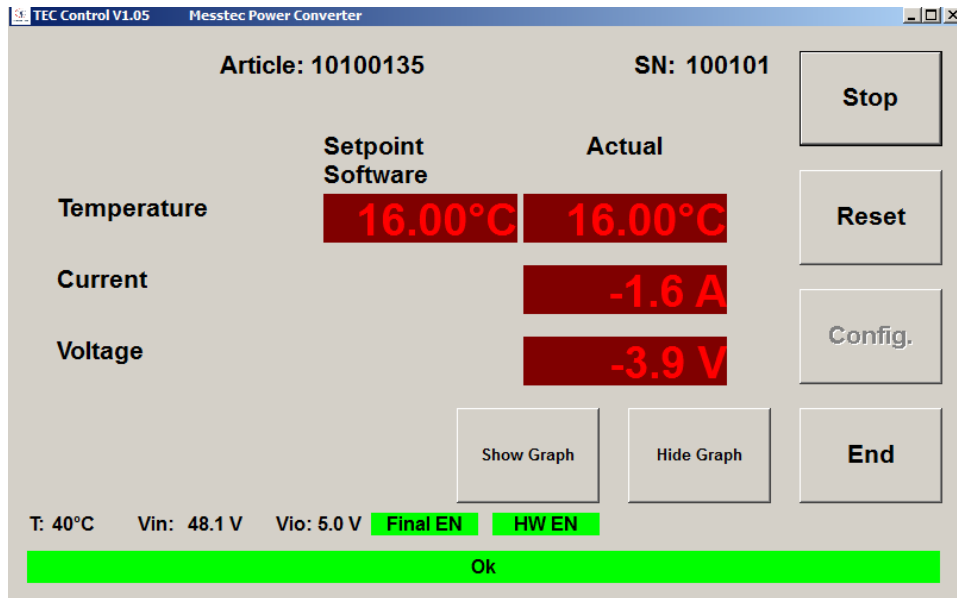 TEC Control V1.05 Messtec Power Converter
Article: 10100135 SN: 100101
Stop
Setpoint Software Actual
Temperature 16.00°C 16.00°C
Reset
Current -1.6 A
Config.
Voltage -3.9 V
Show Graph Hide Graph End
T: 40°C Vin: 48.1 V Vio: 5.0 V Final EN HW EN
Ok